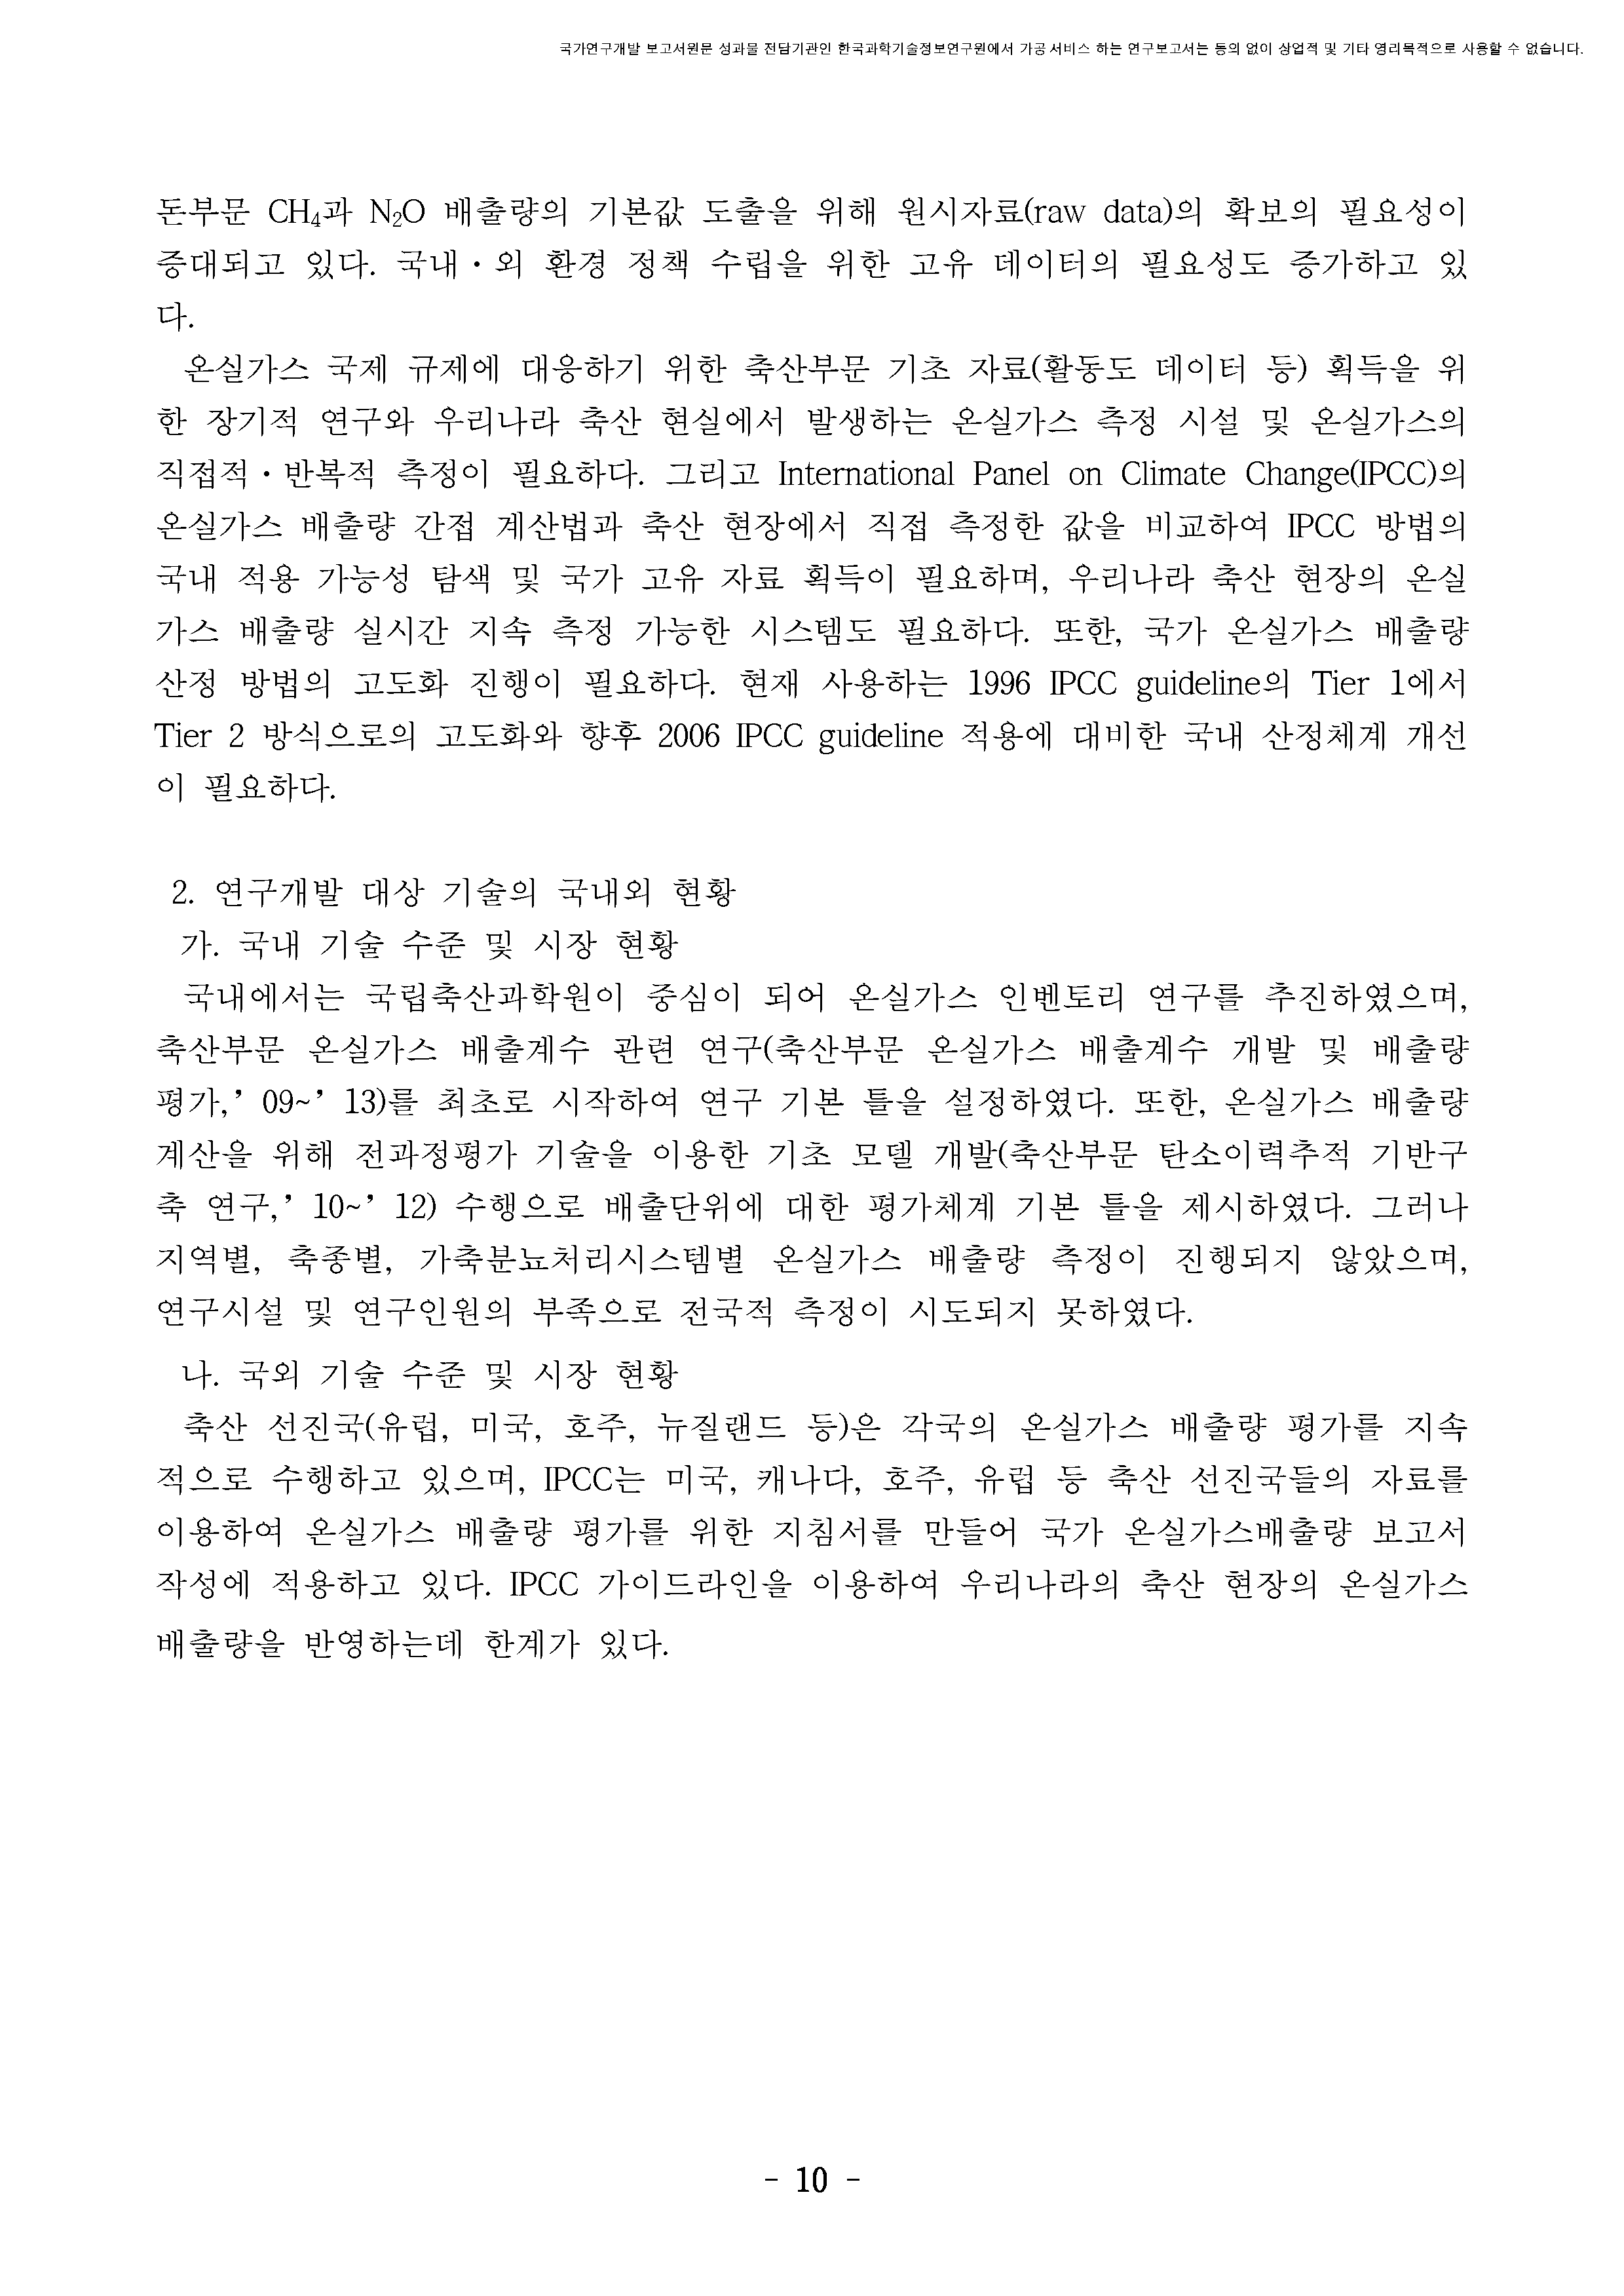 국가연구개발 보고서원문 성과물 전담기관인 한국과학기술정보연구원에서 가공·서비스 하는 연구보고서는 동의 없이 상업적 및 기타 영리목적으로 사용할 수 없습니다.
돈부문 CH₄과 N₂O 배출량의 기본값 도출을 위해 원시자료(raw data)의 확보의 필요성이
증대되고 있다. 국내·외 환경 정책 수립을 위한 고유 데이터의 필요성도 증가하고 있
다.
온실가스 국제 규제에 대응하기 위한 축산부문 기초 자료(활동도 데이터 등) 획득을 위
한 장기적 연구와 우리나라 축산 현실에서 발생하는 온실가스 측정 시설 및 온실가스의
직접적·반복적 측정이 필요하다. 그리고 International Panel on Climate Change(IPCC)의
온실가스 배출량 간접 계산법과 축산 현장에서 직접 측정한 값을 비교하여 IPCC 방법의
국내 적용 가능성 탐색 및 국가 고유 자료 획득이 필요하며, 우리나라 축산 현장의 온실
가스 배출량 실시간 지속 측정 가능한 시스템도 필요하다. 또한, 국가 온실가스 배출량
산정 방법의 고도화 진행이 필요하다. 현재 사용하는 1996 IPCC guideline의 Tier 1에서
Tier 2 방식으로의 고도화와 향후 2006 IPCC guideline 적용에 대비한 국내 산정체계 개선
이 필요하다.
2. 연구개발 대상 기술의 국내외 현황
가. 국내 기술 수준 및 시장 현황
국내에서는 국립축산과학원이 중심이 되어 온실가스 인벤토리 연구를 추진하였으며,
축산부문 온실가스 배출계수 관련 연구(축산부문 온실가스 배출계수 개발 및 배출량
평가,’ 09~’ 13)를 최초로 시작하여 연구 기본 틀을 설정하였다. 또한, 온실가스 배출량
계산을 위해 전과정평가 기술을 이용한 기초 모델 개발(축산부문 탄소이력추적 기반구
축 연구,’ 10~’ 12) 수행으로 배출단위에 대한 평가체계 기본 틀을 제시하였다. 그러나
지역별, 축종별, 가축분뇨처리시스템별 온실가스 배출량 측정이 진행되지 않았으며,
연구시설 및 연구인원의 부족으로 전국적 측정이 시도되지 못하였다.
나. 국외 기술 수준 및 시장 현황
축산 선진국(유럽, 미국, 호주, 뉴질랜드 등)은 각국의 온실가스 배출량 평가를 지속
적으로 수행하고 있으며, IPCC는 미국, 캐나다, 호주, 유럽 등 축산 선진국들의 자료를
이용하여 온실가스 배출량 평가를 위한 지침서를 만들어 국가 온실가스배출량 보고서
작성에 적용하고 있다. IPCC 가이드라인을 이용하여 우리나라의 축산 현장의 온실가스
배출량을 반영하는데 한계가 있다.
- 10 -